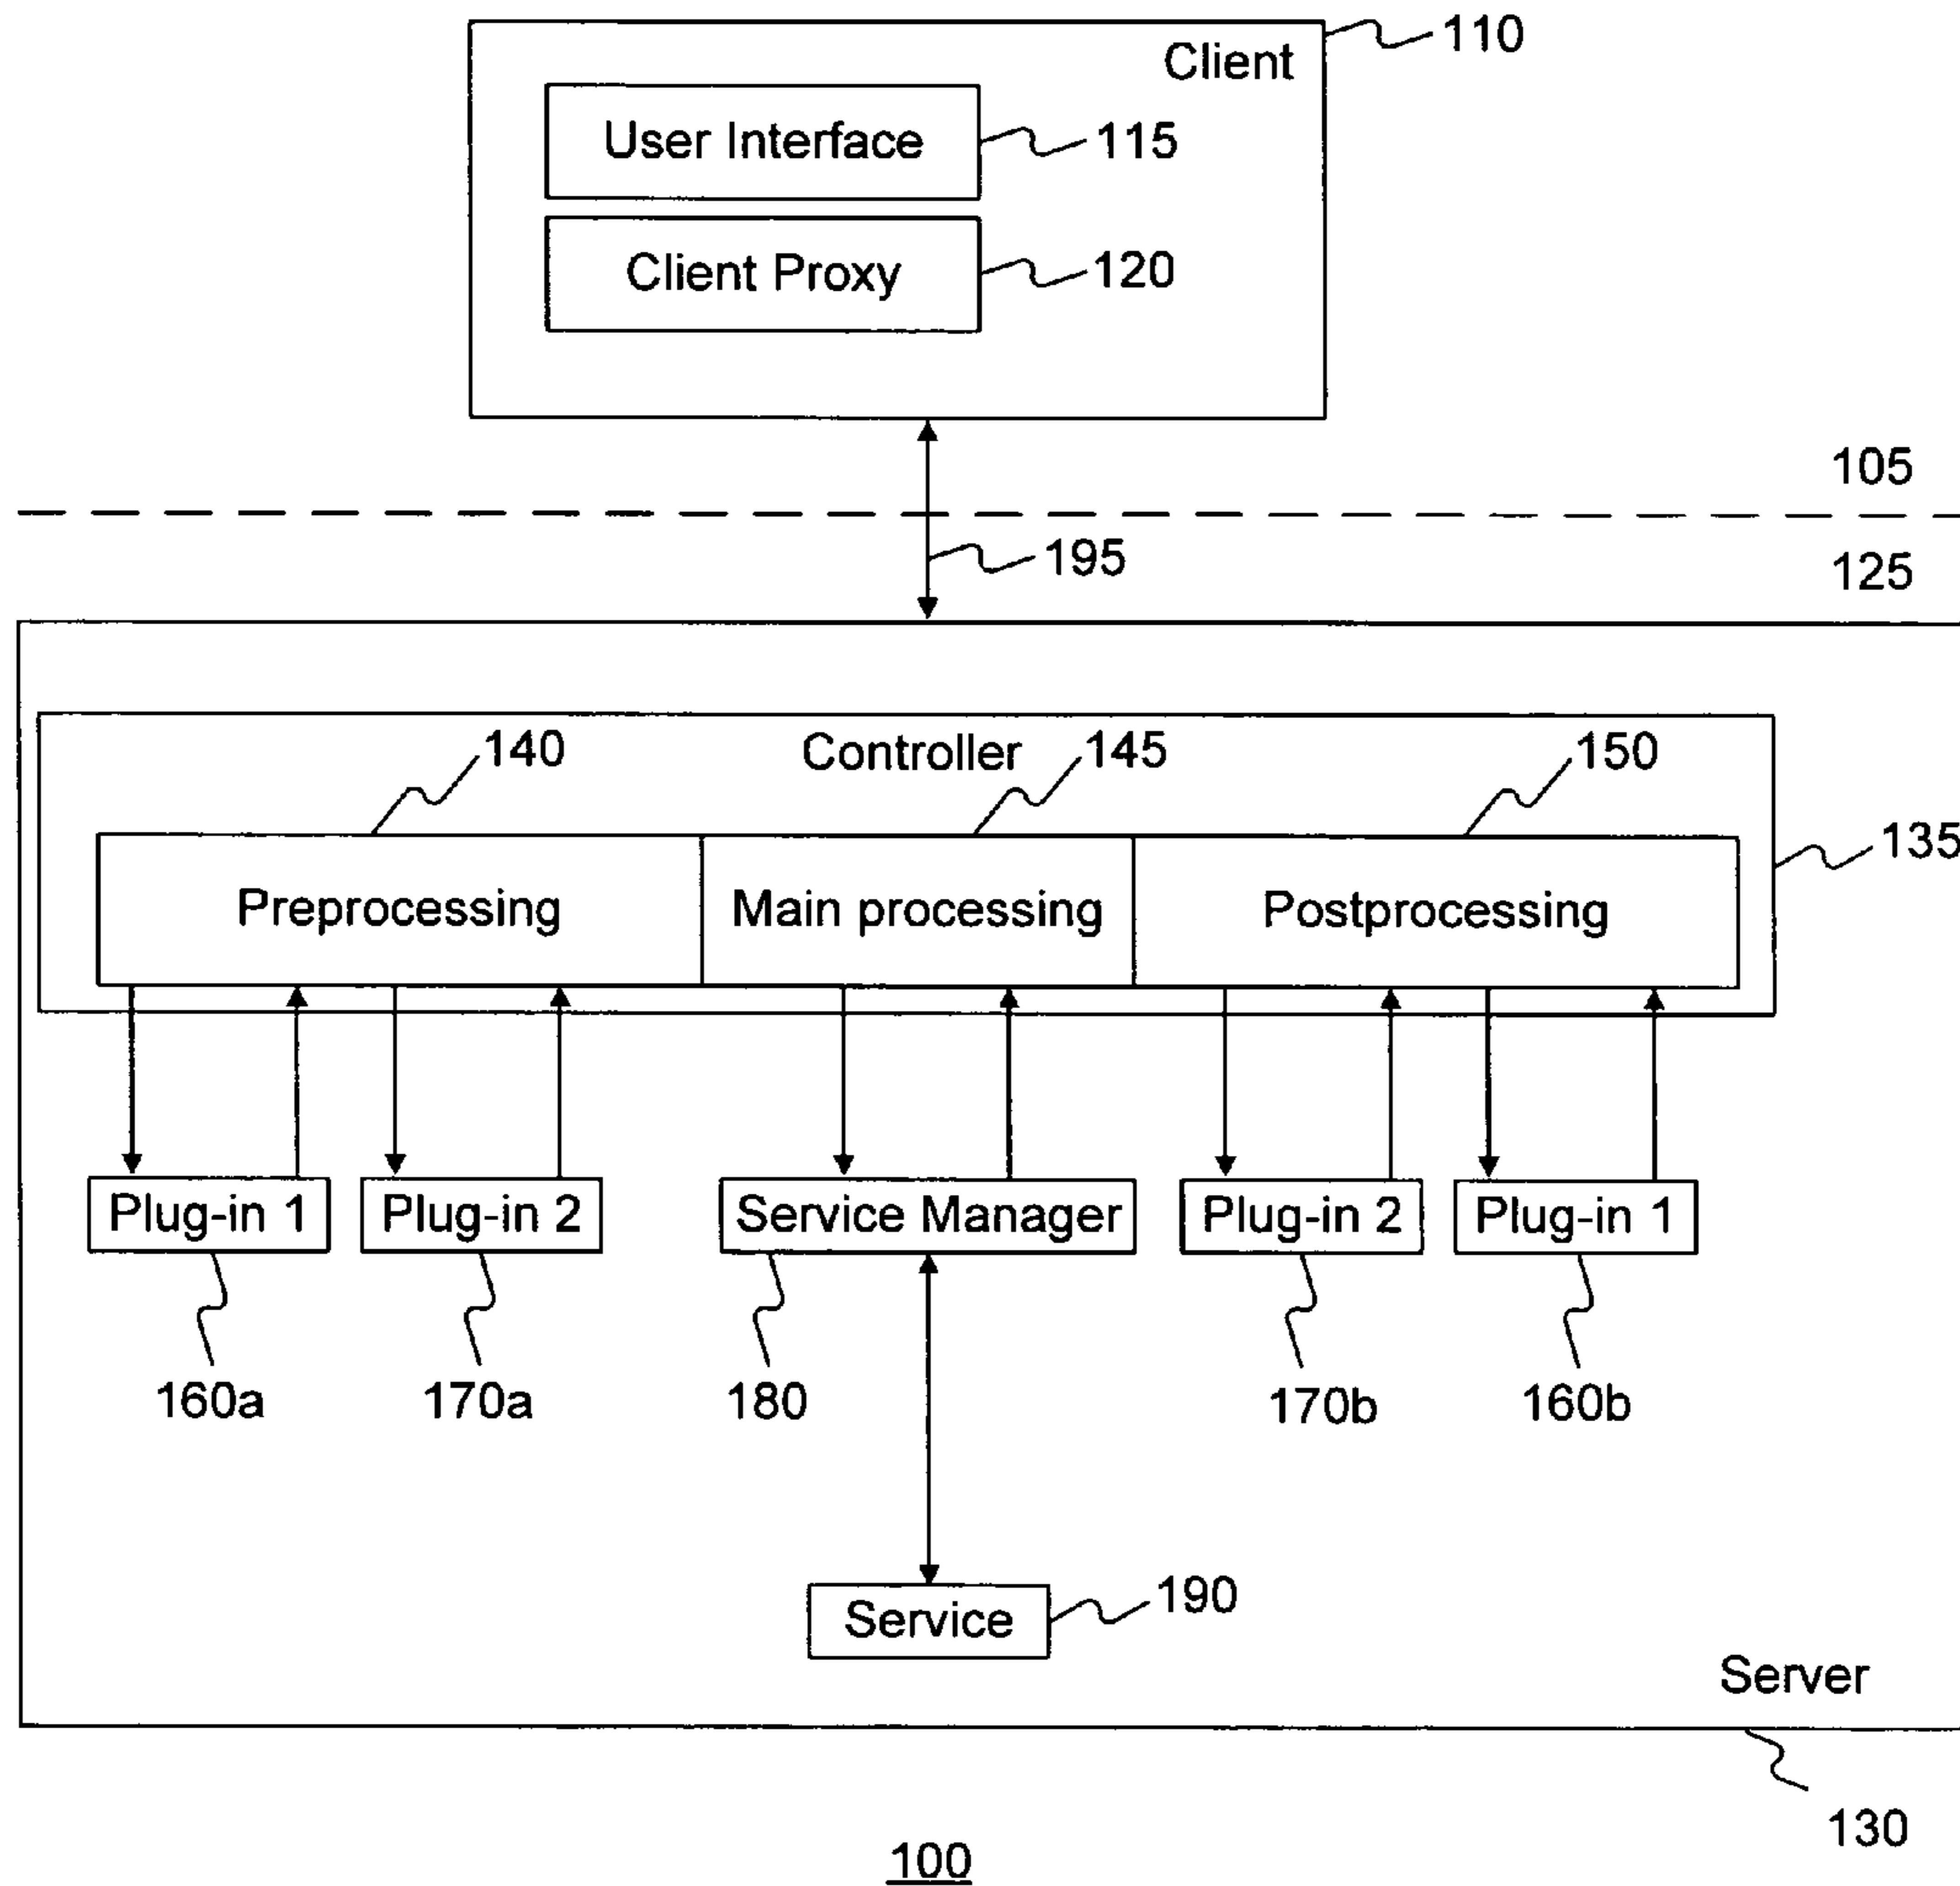 Client
110
User Interface
115
Client Proxy
120
105
195
125
Controller
140
145
150
135
Preprocessing
Main processing
Postprocessing
Plug-in 1
Plug-in 2
Service Manager
Plug-in 2
Plug-in 1
160a
170a
180
170b
160b
Service
190
Server
130
100